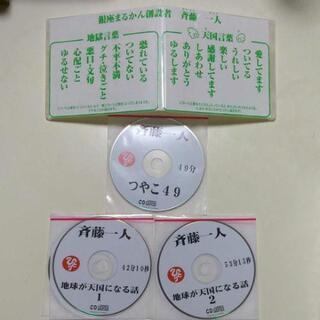 銀座まるかん創設者 斉藤一人
天国言葉
愛してます
ついてる
うれしい
楽しい
感謝してます
しあわせ
ありがとう
ゆるします
地獄言葉
恐れている
ついてない
不平不満
グチ・泣きごと
悪口・文句
心配ごと
ゆるせない
斉藤一人
49分
つやこ49
CD
斉藤一人
42分10秒
地球が天国になる話
1
CD
斉藤一人
53分13秒
地球が天国になる話
2
CD